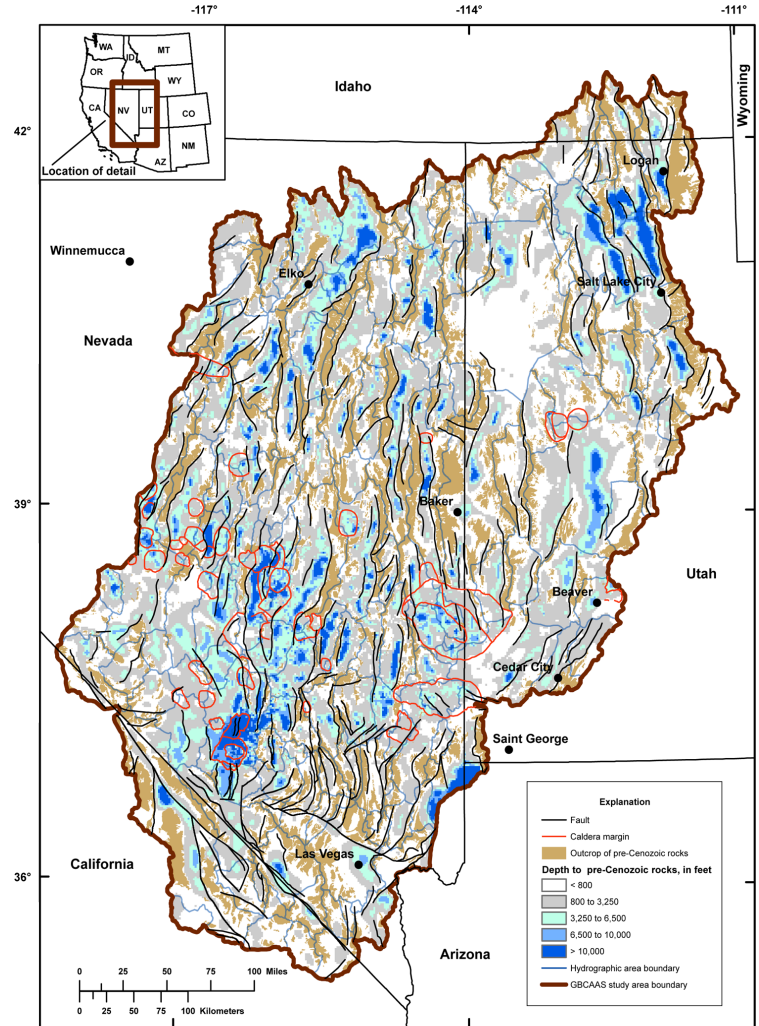 -117°
-114°
-111°
WA
MT
ID
OR
WY
CA
NV
UT
CO
AZ
NM
Location of detail
Idaho
Wyoming
42°
Logan
Winnemucca
Elko
Salt Lake City
Nevada
39°
Baker
Utah
Beaver
Cedar City
Saint George
California
Las Vegas
36°
Arizona
Explanation
Fault
Caldera margin
Outcrop of pre-Cenozoic rocks
Depth to pre-Cenozoic rocks, in feet
< 800
800 to 3,250
3,250 to 6,500
6,500 to 10,000
> 10,000
Hydrographic area boundary
GBCAAS study area boundary
0 25 50 75 100 Miles
0 25 50 75 100 Kilometers